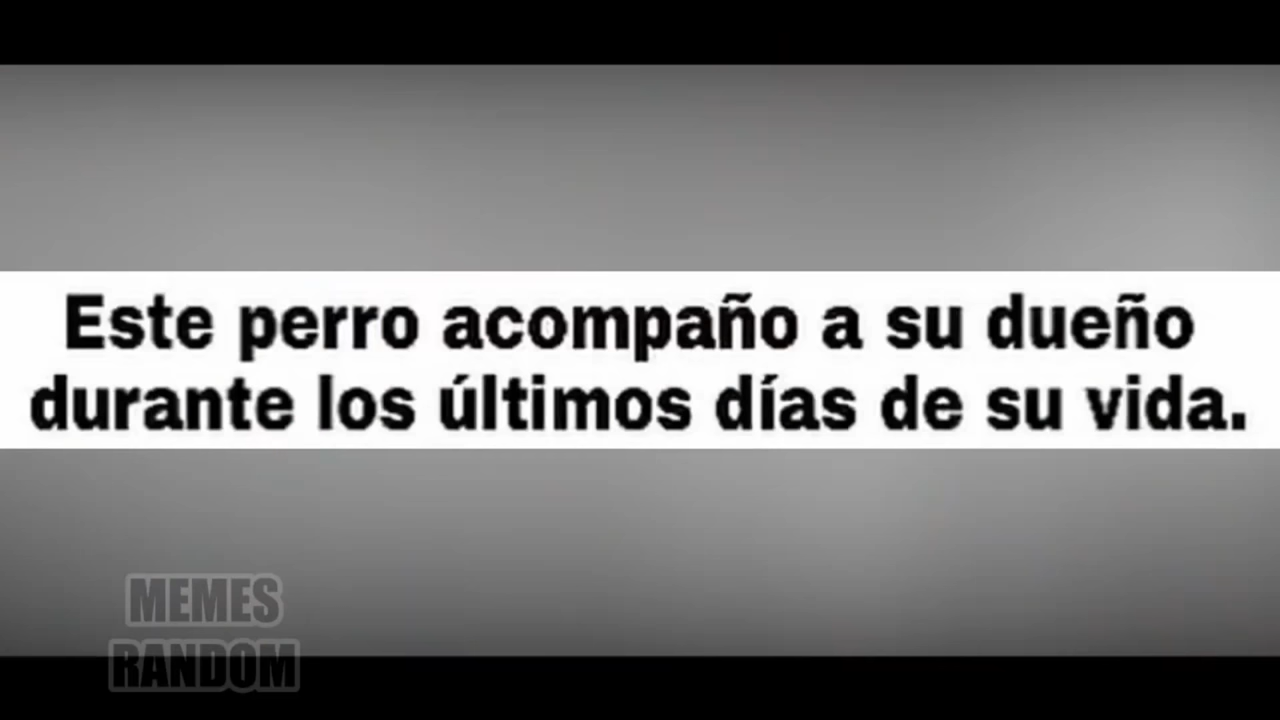 Este perro acompaño a su dueño
durante los últimos días de su vida.
MEMES
RANDOM